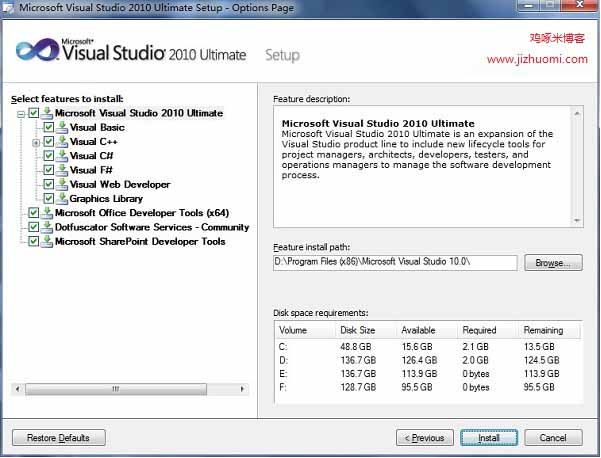 Microsoft Visual Studio 2010 Ultimate Setup - Options Page
Microsoft®
Visual Studio® 2010 Ultimate Setup
鸡啄米博客
www.jizhuomi.com
Select features to install:
Microsoft Visual Studio 2010 Ultimate
Visual Basic
Visual C++
Visual C#
Visual F#
Visual Web Developer
Graphics Library
Microsoft Office Developer Tools (x64)
Dotfuscator Software Services - Community
Microsoft SharePoint Developer Tools
Feature description:
Microsoft Visual Studio 2010 Ultimate
Microsoft Visual Studio 2010 Ultimate is an expansion of the
Visual Studio product line to include new lifecycle tools for
project managers, architects, developers, testers, and
operations managers to manage the software development
process.
Feature install path:
D:\Program Files (x86)\Microsoft Visual Studio 10.0\ Browse...
Disk space requirements:
Volume Disk Size Available Required Remaining
C: 48.8 GB 15.6 GB 2.1 GB 13.5 GB
D: 136.7 GB 126.4 GB 2.0 GB 124.5 GB
E: 136.7 GB 113.9 GB 0 bytes 113.9 GB
F: 128.7 GB 95.5 GB 0 bytes 95.5 GB
Restore Defaults < Previous Install Cancel